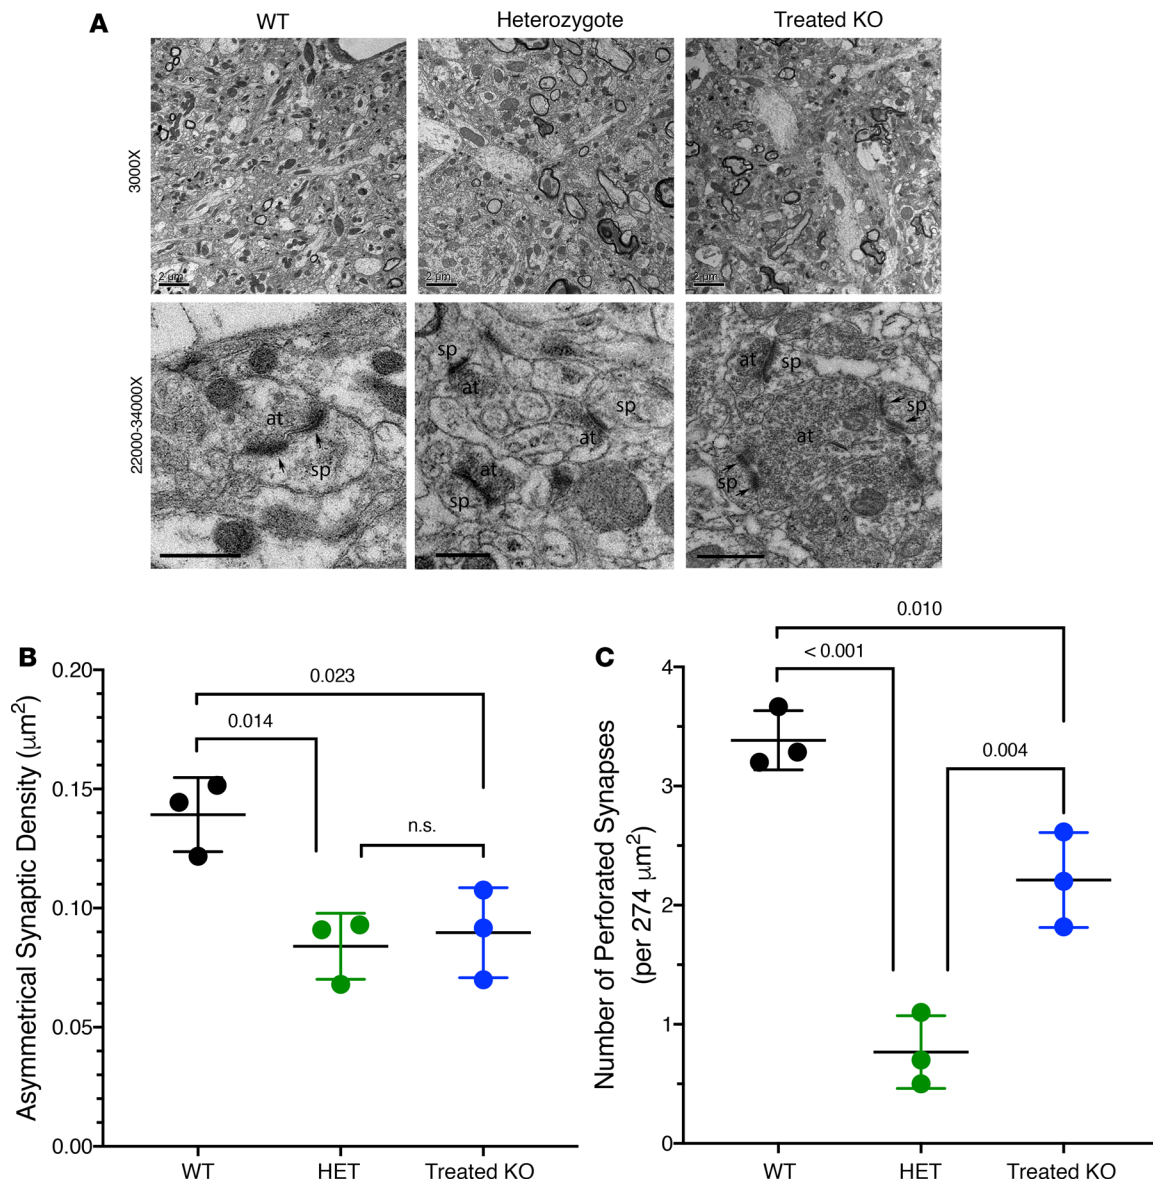 A
WT
Heterozygote
Treated KO
3000X
2 µm
2 µm
2 µm
22000-34000X
at
sp
sp
at
sp
at
at
sp
at
sp
sp
at
sp
B
Asymmetrical Synaptic Density (µm²)
0.20
0.15
0.10
0.05
0.00
0.023
0.014
n.s.
WT
HET
Treated KO
C
Number of Perforated Synapses
(per 274 µm²)
4
3
2
1
0
0.010
< 0.001
0.004
WT
HET
Treated KO